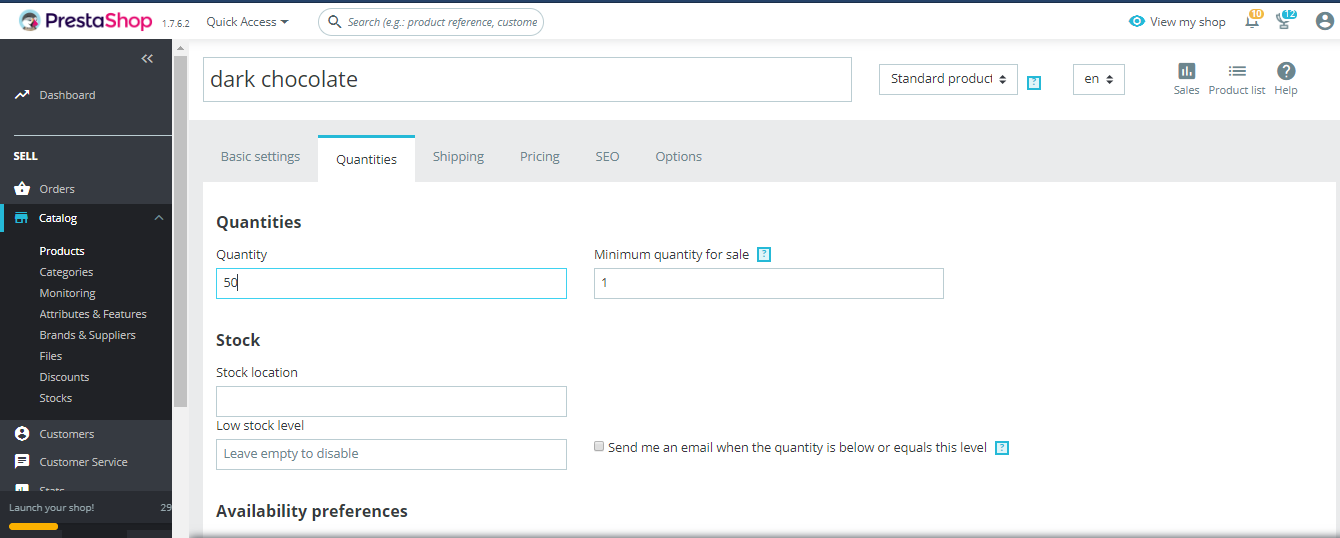 PrestaShop 1.7.6.2 Quick Access Search (e.g.: product reference, custome View my shop 10 12
dark chocolate Standard product ? en Sales Product list ? Help
Dashboard
SELL
Orders
Catalog
Products
Categories
Monitoring
Attributes & Features
Brands & Suppliers
Files
Discounts
Stocks
Customers
Customer Service
Stats
Launch your shop! 29
Basic settings Quantities Shipping Pricing SEO Options
Quantities
Quantity Minimum quantity for sale ?
50 1
Stock
Stock location
Low stock level
Leave empty to disable Send me an email when the quantity is below or equals this level ?
Availability preferences